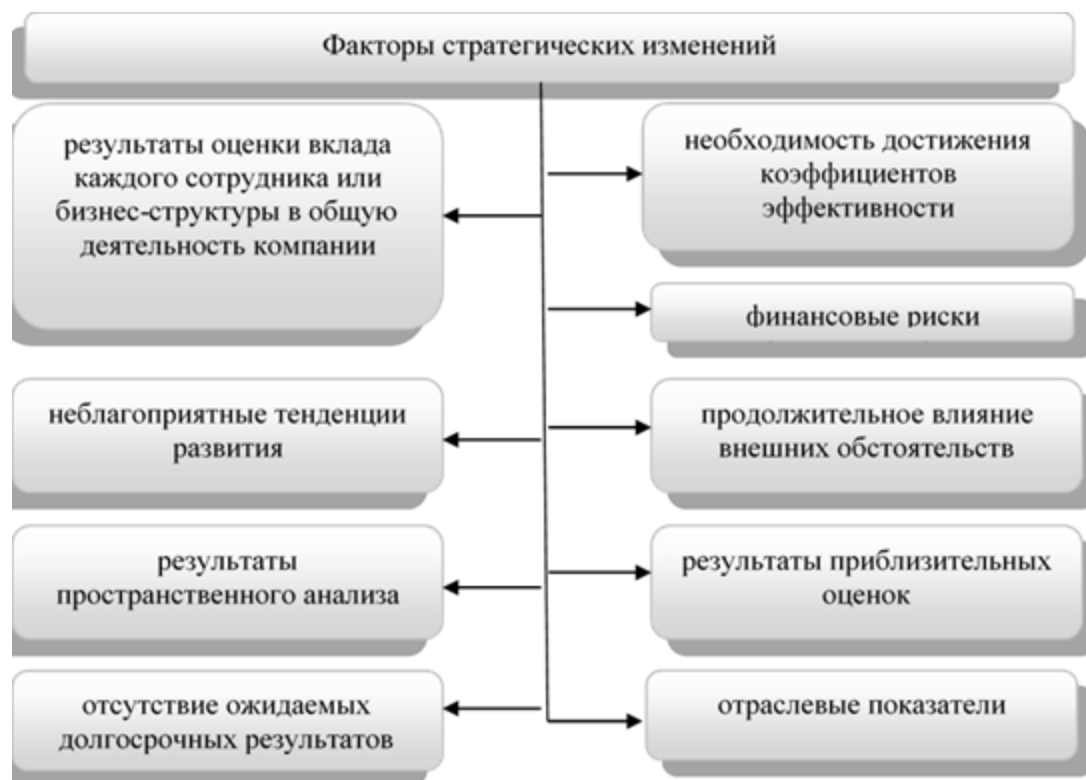 Факторы стратегических изменений
результаты оценки вклада
каждого сотрудника или
бизнес-структуры в общую
деятельность компании
необходимость достижения
коэффициентов
эффективности
финансовые риски
неблагоприятные тенденции
развития
продолжительное влияние
внешних обстоятельств
результаты
пространственного анализа
результаты приблизительных
оценок
отсутствие ожидаемых
долгосрочных результатов
отраслевые показатели